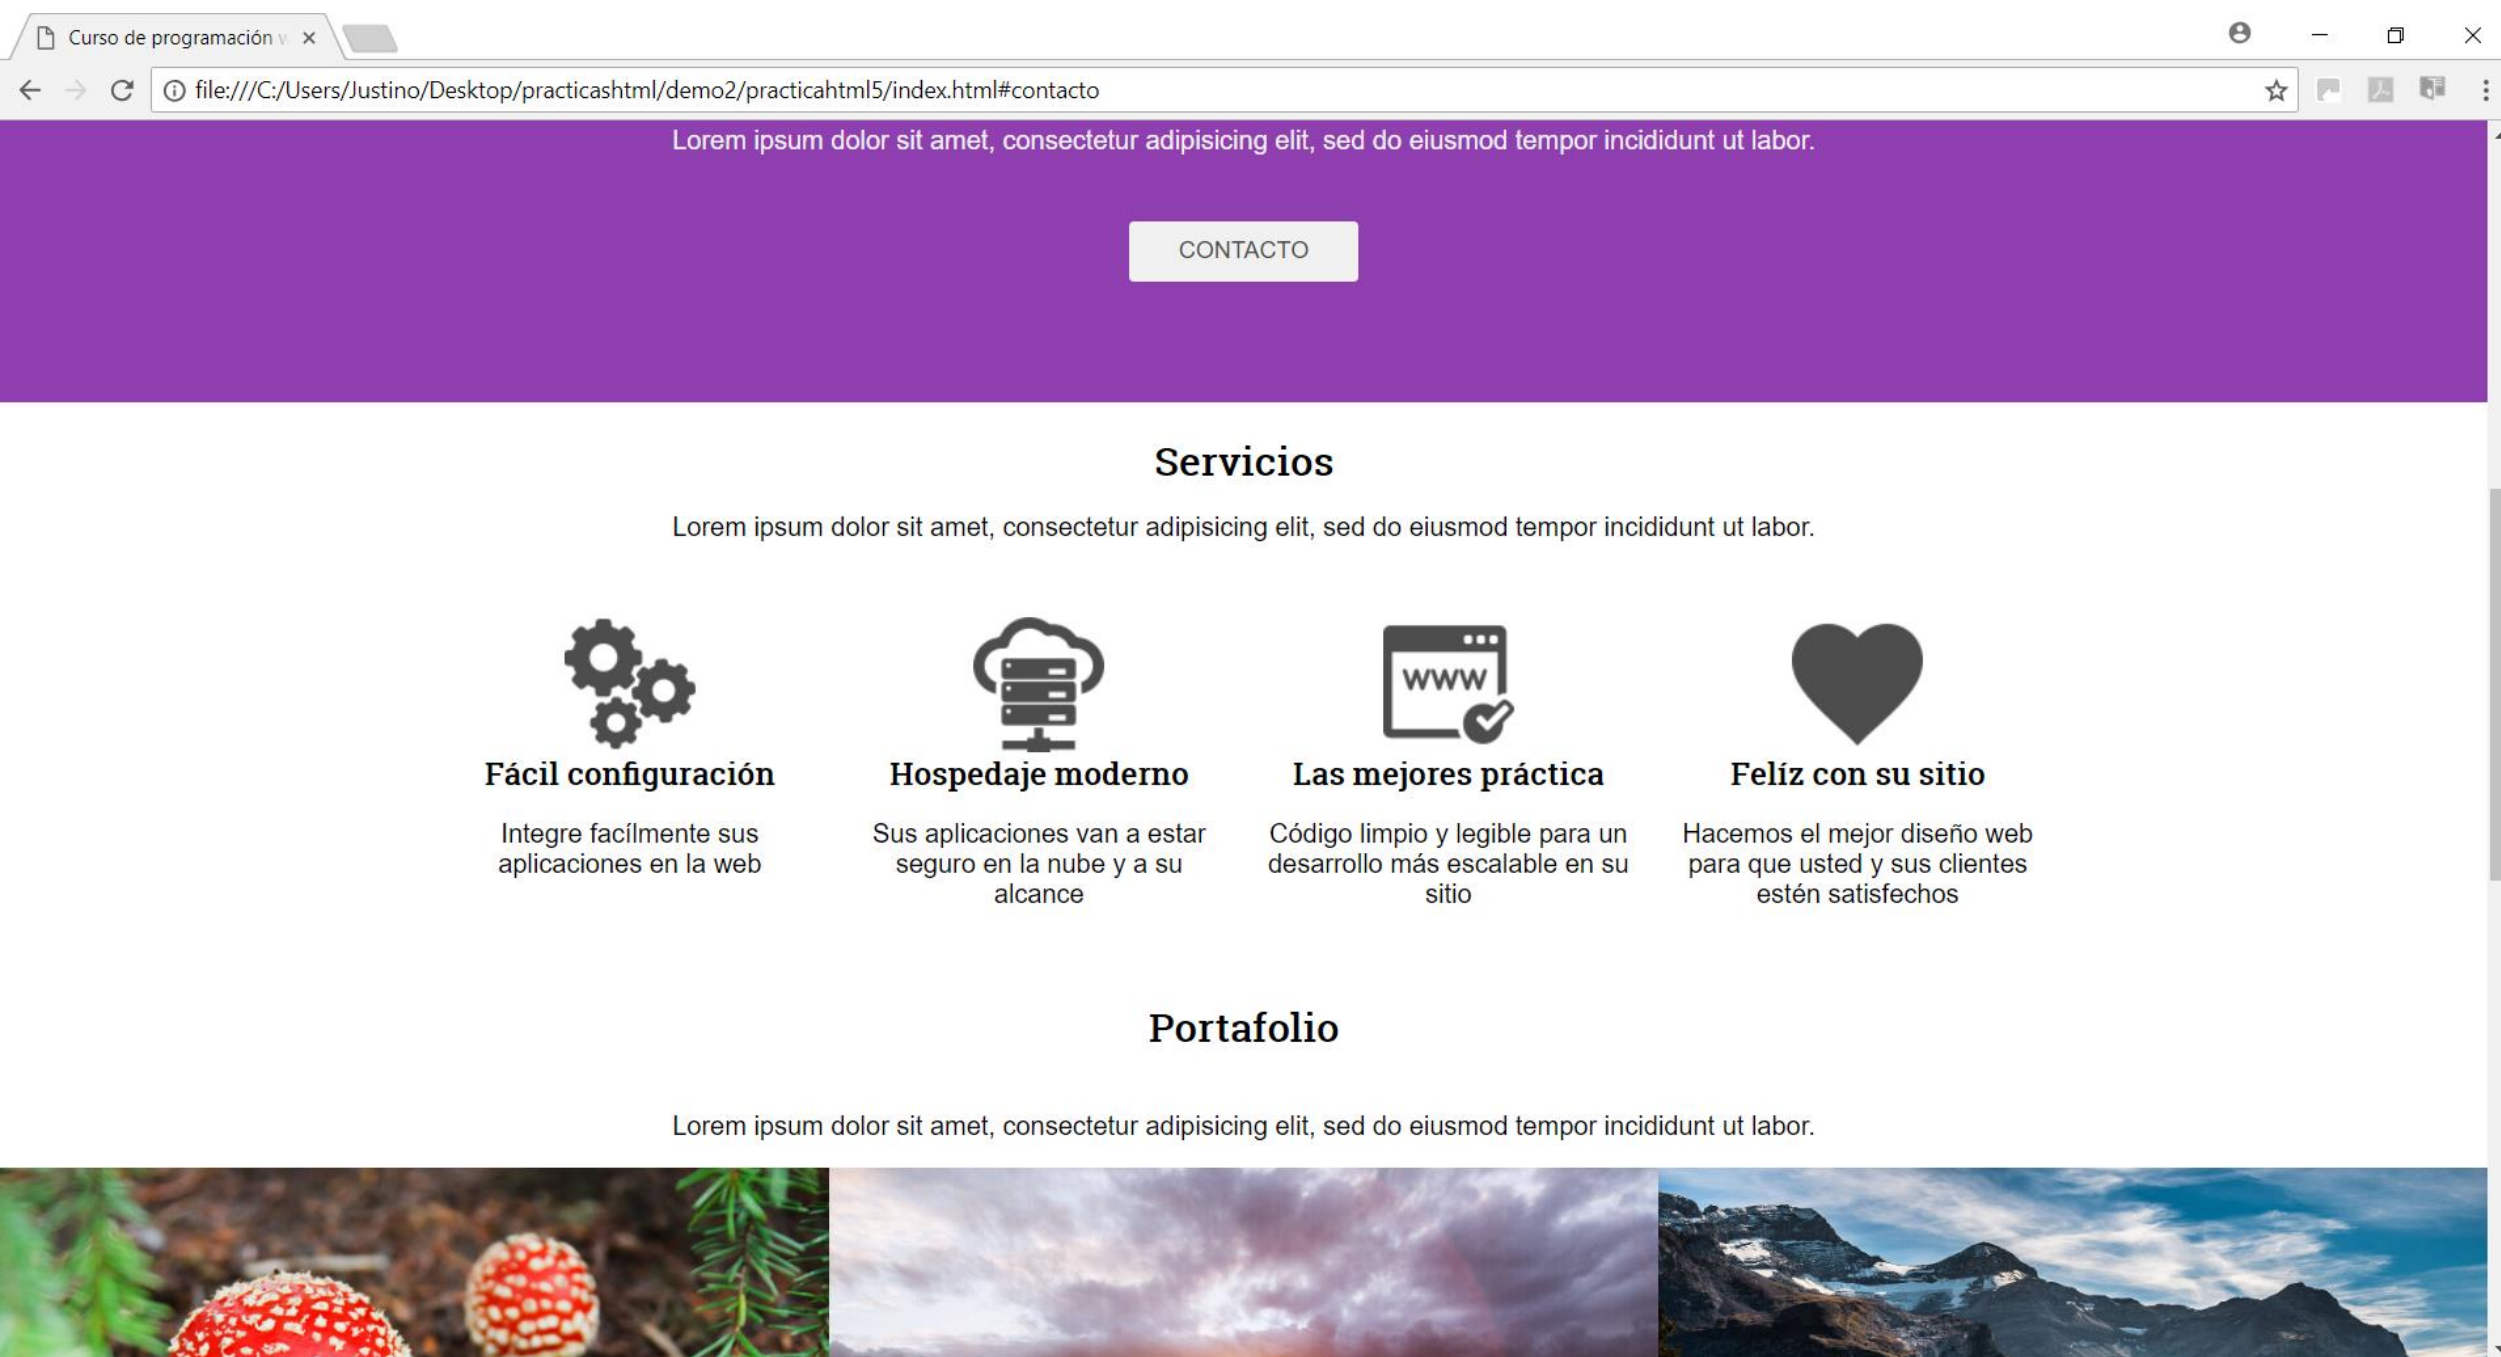 Curso de programación
file:///C:/Users/Justino/Desktop/practicashtml/demo2/practicahtml5/index.html#contacto
Lorem ipsum dolor sit amet, consectetur adipisicing elit, sed do eiusmod tempor incididunt ut labor.
CONTACTO
Servicios
Lorem ipsum dolor sit amet, consectetur adipisicing elit, sed do eiusmod tempor incididunt ut labor.
www
Fácil configuración
Integre facílmente sus
aplicaciones en la web
Hospedaje moderno
Sus aplicaciones van a estar
seguro en la nube y a su
alcance
Las mejores práctica
Código limpio y legible para un
desarrollo más escalable en su
sitio
Felíz con su sitio
Hacemos el mejor diseño web
para que usted y sus clientes
estén satisfechos
Portafolio
Lorem ipsum dolor sit amet, consectetur adipisicing elit, sed do eiusmod tempor incididunt ut labor.